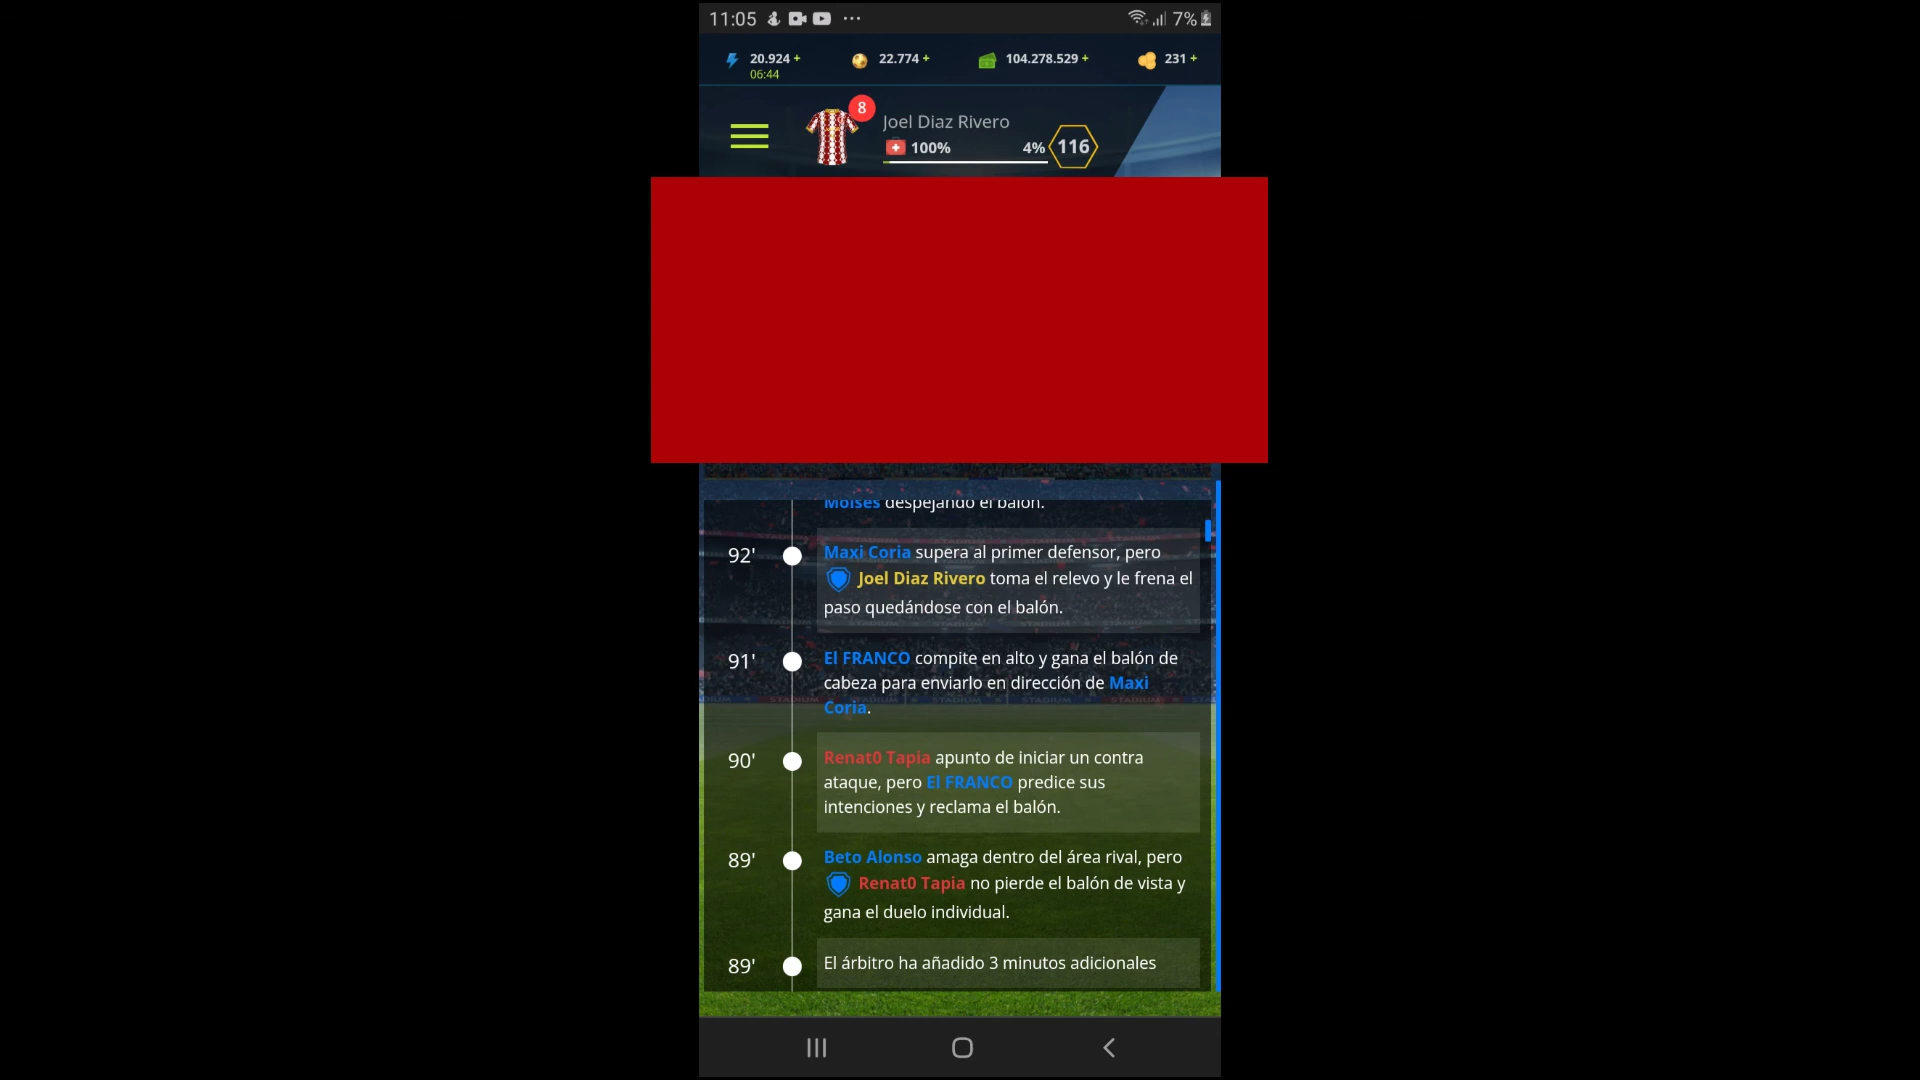 11:05 ... 7%
20.924 + 22.774 + 104.278.529 + 231 +
06:44
8
Joel Diaz Rivero
100% 4% 116
Moises despejando el balón.
92' Maxi Coria supera al primer defensor, pero
Joel Diaz Rivero toma el relevo y le frena el
paso quedándose con el balón.
91' El FRANCO compite en alto y gana el balón de
cabeza para enviarlo en dirección de Maxi
Coria.
90' Renat0 Tapia apunto de iniciar un contra
ataque, pero El FRANCO predice sus
intenciones y reclama el balón.
89' Beto Alonso amaga dentro del área rival, pero
Renat0 Tapia no pierde el balón de vista y
gana el duelo individual.
89' El árbitro ha añadido 3 minutos adicionales